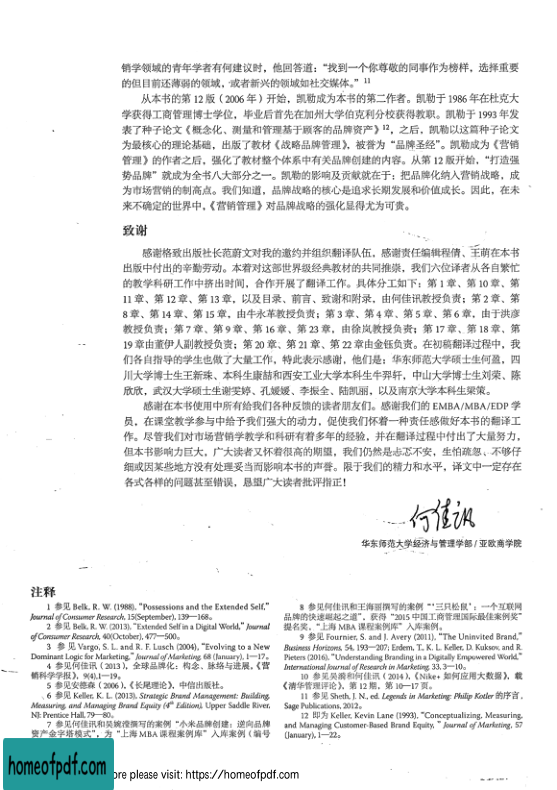 销学领域的青年学者有何建议时，他回答道：“找到一个你尊敬的同事作为榜样，选择重要
的但目前还薄弱的领域，或者新兴的领域如社交媒体。” 11
从本书的第 12 版（2006 年）开始，凯勒成为本书的第二作者。凯勒于 1986 年在杜克大
学获得工商管理博士学位，毕业后首先在加州大学伯克利分校获得教职。凯勒于 1993 年发
表了种子论文《概念化、测量和管理基于顾客的品牌资产》12，之后，凯勒以这篇种子论文
为最核心的理论基础，出版了教材《战略品牌管理》，被誉为“品牌圣经”。凯勒成为《营销
管理》的作者之后，强化了教材整个体系中有关品牌创建的内容。从第 12 版开始，“打造强
势品牌”就成为全书八大部分之一。凯勒的影响及贡献就在于：把品牌化纳入营销战略，成
为市场营销的制高点。我们知道，品牌战略的核心是追求长期发展和价值成长。因此，在未
来不确定的世界中，《营销管理》对品牌战略的强化显得尤为可贵。
致谢
感谢格致出版社长范蔚文对我的邀约并组织翻译队伍，感谢责任编辑程倩、王萌在本书
出版中付出的辛勤劳动。本着对这部世界级经典教材的共同推崇，我们六位译者从各自繁忙
的教学科研工作中挤出时间，合作开展了翻译工作。具体分工如下：第 1 章、第 10 章、第
11 章、第 12 章、第 13 章，以及目录、前言、致谢和附录，由何佳讯教授负责；第 2 章、第
8 章、第 14 章、第 15 章，由牛永革教授负责；第 3 章、第 4 章、第 5 章、第 6 章，由于洪彦
教授负责；第 7 章、第 9 章、第 16 章、第 23 章，由徐岚教授负责；第 17 章、第 18 章、第
19 章由董伊人副教授负责；第 20 章、第 21 章、第 22 章由金钰负责。在初稿翻译过程中，我
们各自指导的学生也做了大量工作，特此表示感谢，他们是：华东师范大学硕士生何盈，四
川大学博士生王新珠、本科生康喆和西安工业大学本科生牛羿轩，中山大学博士生刘荣、陈
欣欣，武汉大学硕士生谢雯婷、孔媛媛、李振全、陆凯丽，以及南京大学本科生梁策。
感谢在本书使用中所有给我们各种反馈的读者朋友们。感谢我们的 EMBA/MBA/EDP 学
员，在课堂教学参与中给予我们强大的动力，促使我们怀着一种责任感做好本书的翻译工
作。尽管我们对市场营销学教学和科研有着多年的经验，并在翻译过程中付出了大量努力，
但本书影响力巨大，广大读者又怀着很高的期望，我们仍然是忐忑不安，生怕疏忽、不够仔
细或因某些地方没有处理妥当而影响本书的声誉。限于我们的精力和水平，译文中一定存在
各式各样的问题甚至错误，恳望广大读者批评指正！
何佳讯
华东师范大学经济与管理学部 / 亚欧商学院
注释
1 参见 Belk, R. W. (1988), “Possessions and the Extended Self,”
Journal of Consumer Research, 15(September), 139—168。
2 参见 Belk, R. W. (2013), “Extended Self in a Digital World,” Journal
of Consumer Research, 40(October), 477—500。
3 参见 Vargo, S. L. and R. F. Lusch (2004), “Evolving to a New
Dominant Logic for Marketing,” Journal of Marketing, 68 (January), 1—17。
4 参见何佳讯（2013），全球品牌化：构念、脉络与进展，《营
销科学学报》，9(4),1—19。
5 参见安德森（2006），《长尾理论》，中信出版社。
6 参见 Keller, K. L. (2013), Strategic Brand Management: Building,
Measuring, and Managing Brand Equity (4th Edition), Upper Saddle River,
NJ: Prentice Hall, 79—80。
7 参见何佳讯和吴婉滢撰写的案例“小米品牌创建：逆向品牌
资产金字塔模式”，为“上海 MBA 课程案例库”入库案例（编号
8 参见何佳讯和王海丽撰写的案例“‘三只松鼠’：一个互联网
品牌的快速崛起之道”，获得“2015 中国工商管理国际最佳案例奖”
提名奖，“上海 MBA 课程案例库”入库案例。
9 参见 Fournier, S. and J. Avery (2011), “The Uninvited Brand,”
Business Horizons, 54, 193—207; Erdem, T., K. L. Keller, D. Kuksov, and R.
Pieters (2016), “Understanding Branding in a Digitally Empowered World,”
International Journal of Research in Marketing, 33, 3—10。
10 参见吴漪和何佳讯（2014），《Nike+ 如何应用大数据》，载
《清华管理评论》，第 12 期，第 10—17 页。
11 参见 Sheth, J. N., ed. Legends in Marketing: Philip Kotler 的序言，
Sage Publications, 2012。
12 即为 Keller, Kevin Lane (1993), “Conceptualizing, Measuring,
and Managing Customer-Based Brand Equity, ” Journal of Marketing, 57
(January), 1—22。
homeofpdf.com
ore please visit: https://homeofpdf.com